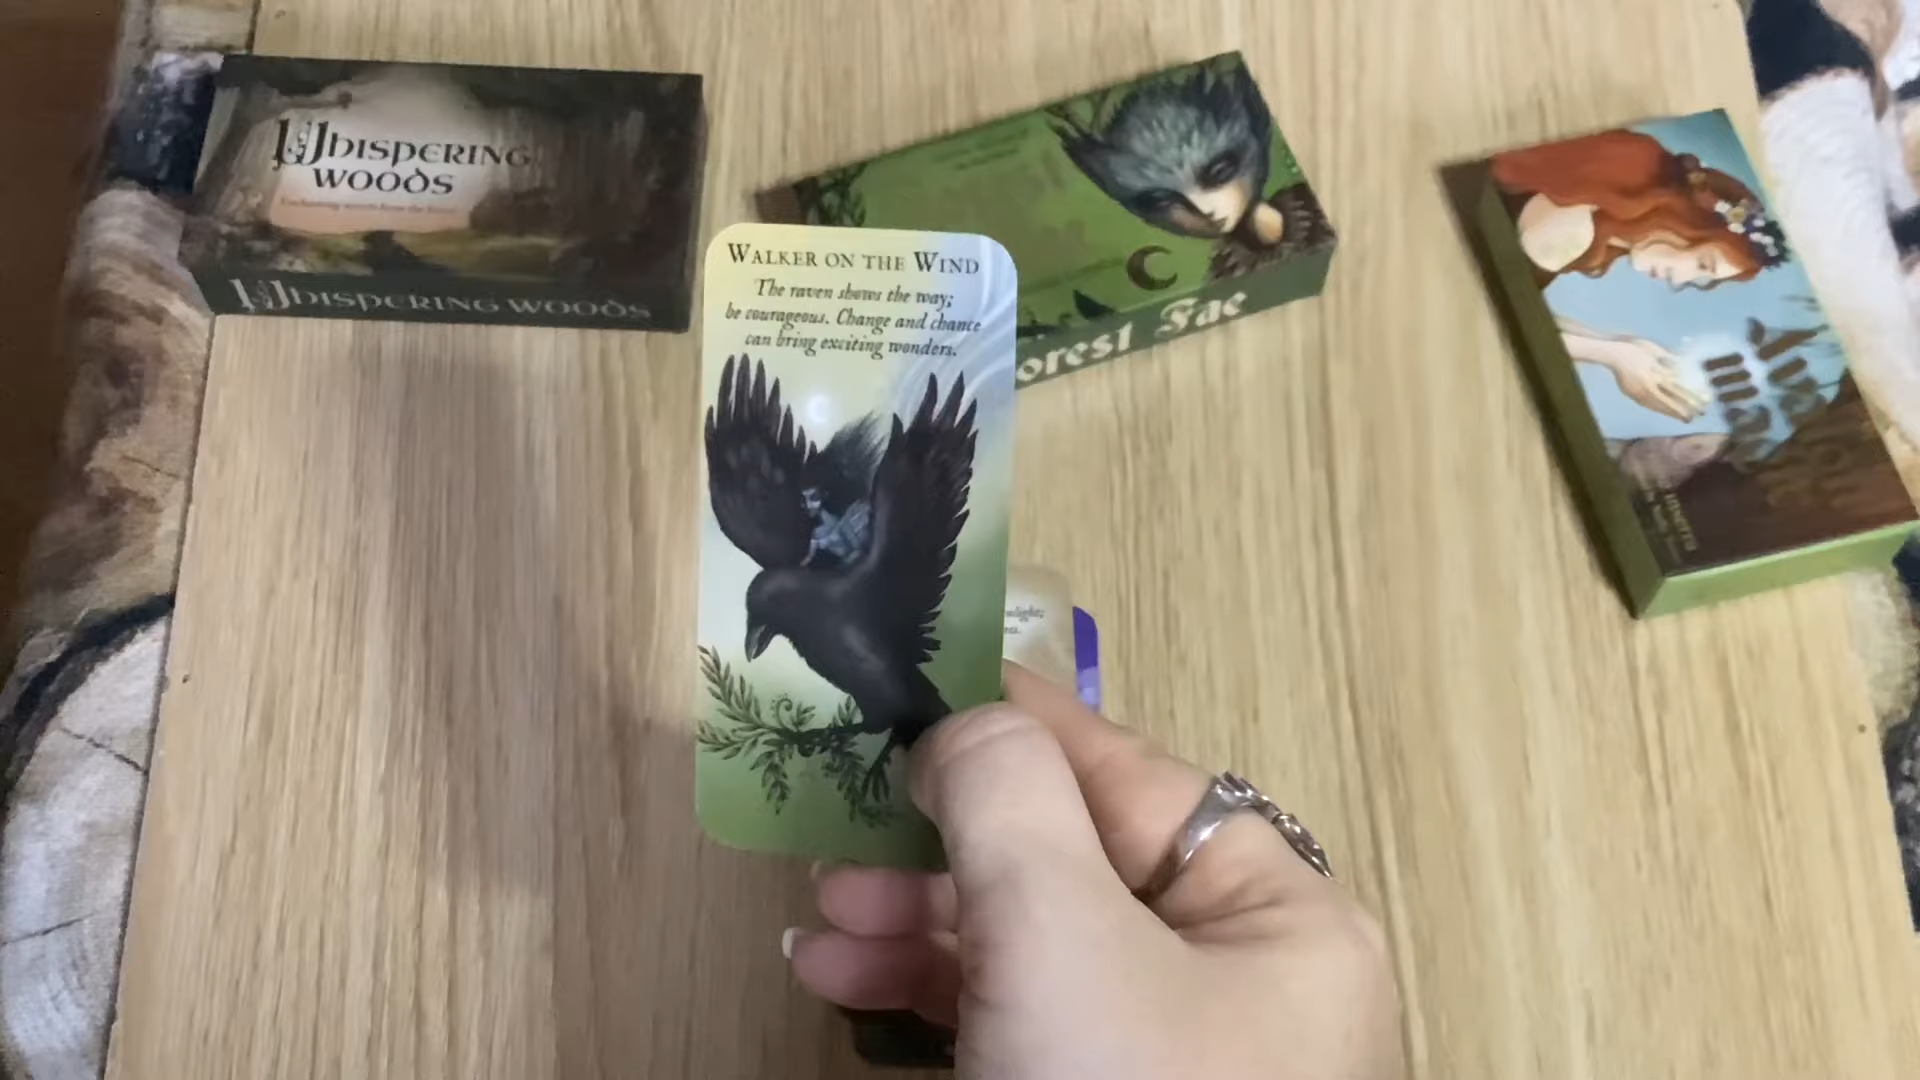 Whispering
woods
Whispering woods
orest Fae
Walker on the Wind
The raven shows the way;
be courageous. Change and chance
can bring exciting wonders.